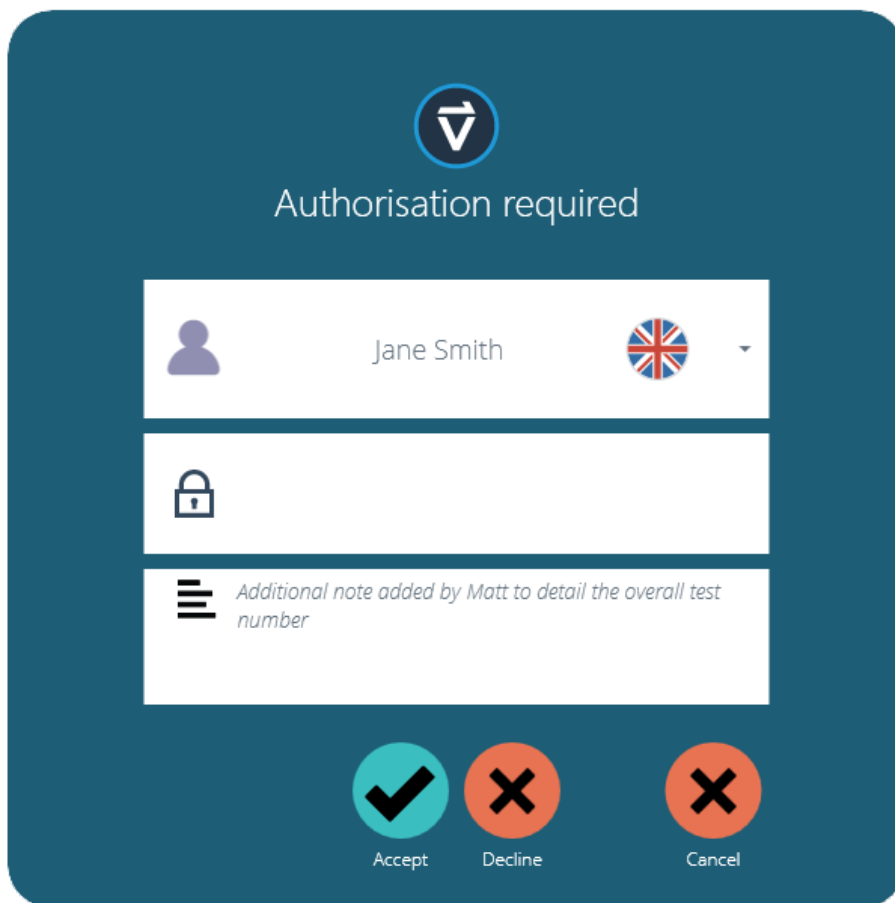 Authorisation required
Jane Smith
Additional note added by Matt to detail the overall test
number
Accept Decline Cancel